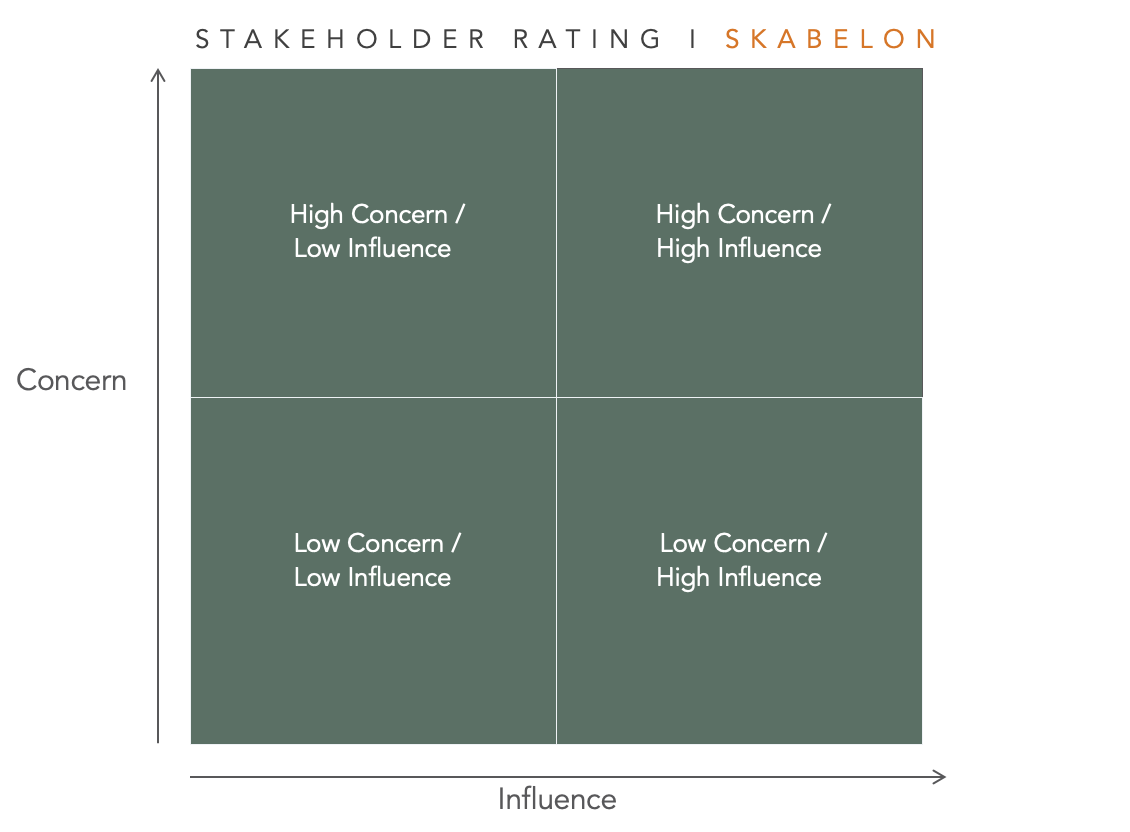 STAKEHOLDER RATING I SKABELON
High Concern /
Low Influence
High Concern /
High Influence
Concern
Low Concern /
Low Influence
Low Concern /
High Influence
Influence